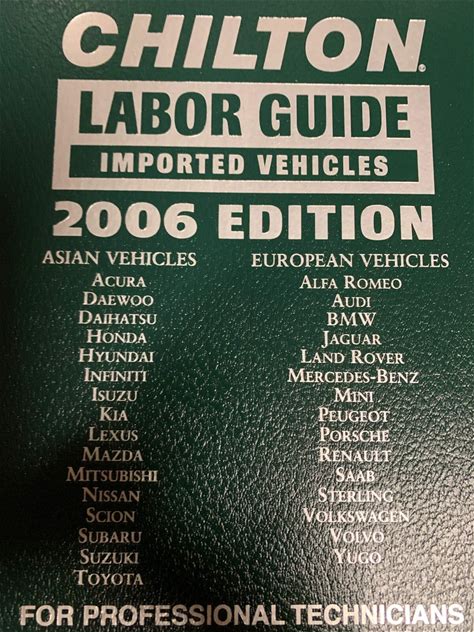 CHILTON®
LABOR GUIDE
IMPORTED VEHICLES
2006 EDITION
ASIAN VEHICLES
ACURA
DAEWOO
DAIHATSU
HONDA
HYUNDAI
INFINITI
ISUZU
KIA
LEXUS
MAZDA
MITSUBISHI
NISSAN
SCION
SUBARU
SUZUKI
TOYOTA
EUROPEAN VEHICLES
ALFA ROMEO
AUDI
BMW
JAGUAR
LAND ROVER
MERCEDES-BENZ
MINI
PEUGEOT
PORSCHE
RENAULT
SAAB
STERLING
VOLKSWAGEN
VOLVO
YUGO
FOR PROFESSIONAL TECHNICIANS